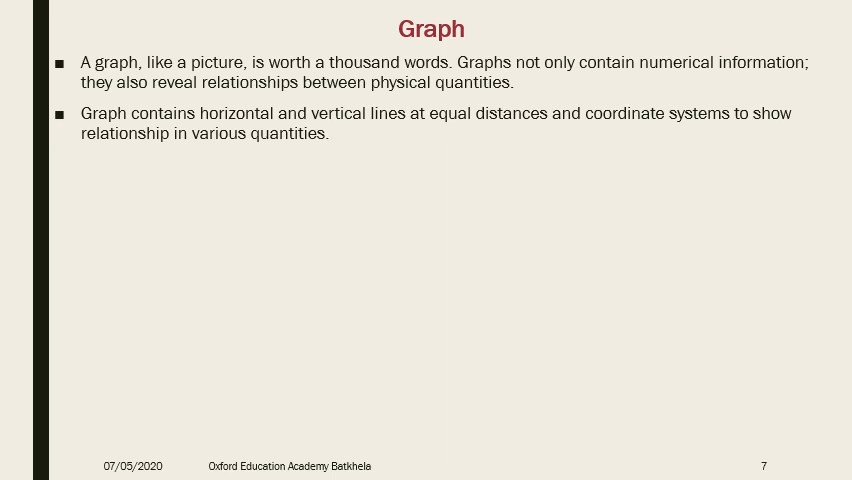 Graph
■ A graph, like a picture, is worth a thousand words. Graphs not only contain numerical information;
they also reveal relationships between physical quantities.
■ Graph contains horizontal and vertical lines at equal distances and coordinate systems to show
relationship in various quantities.
07/05/2020 Oxford Education Academy Batkhela 7